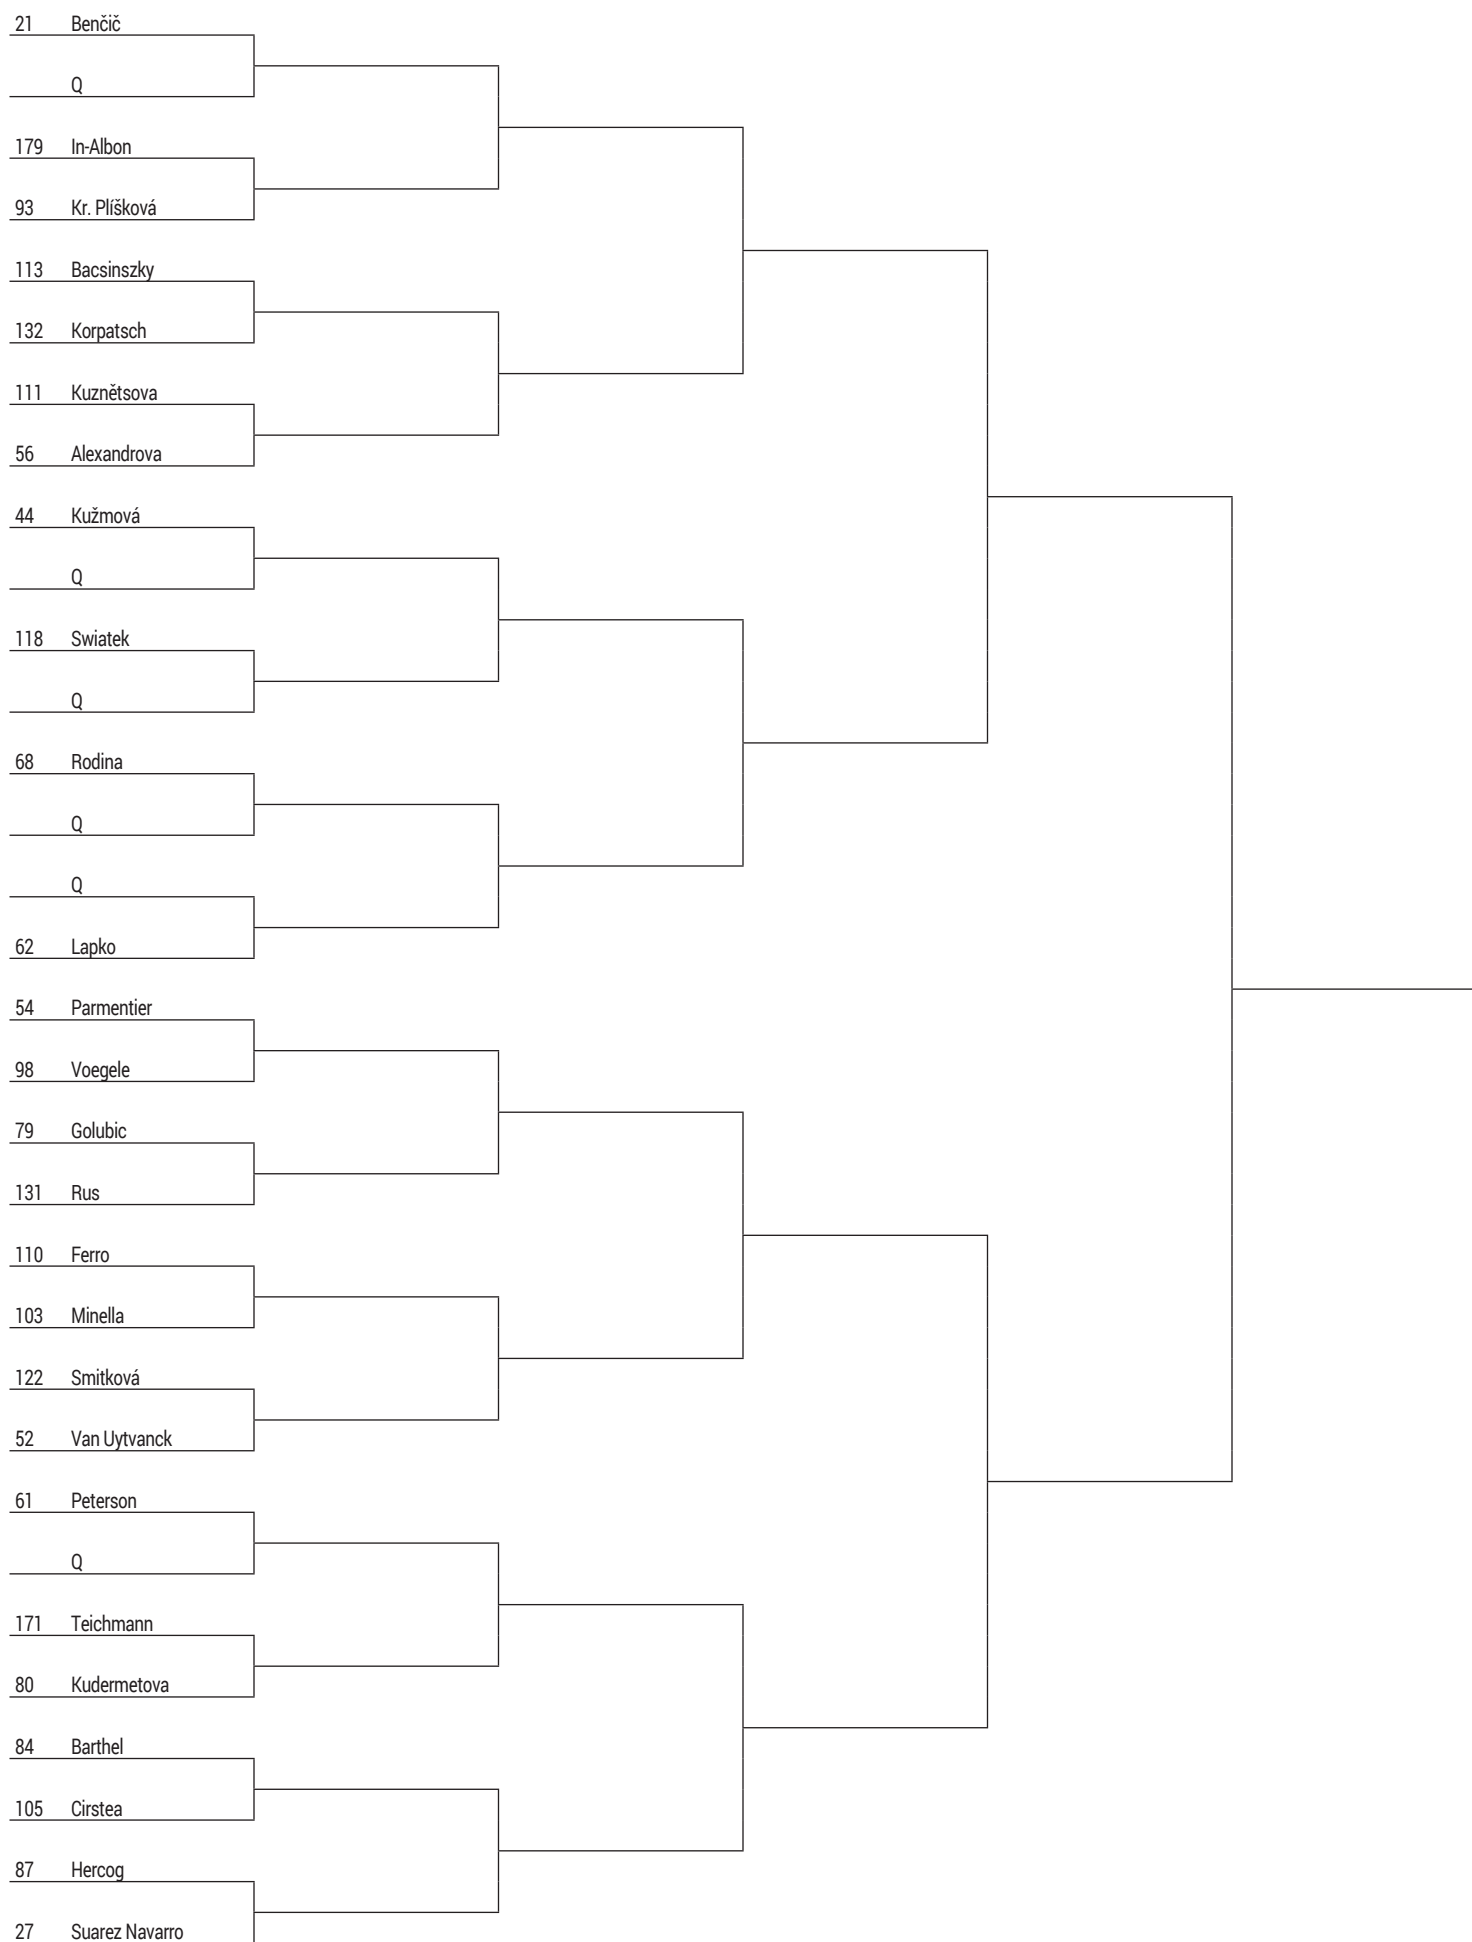 21 Benčič
Q
179 In-Albon
93 Kr. Plíšková
113 Bacsinszky
132 Korpatsch
111 Kuznětsova
56 Alexandrova
44 Kužmová
Q
118 Swiatek
Q
68 Rodina
Q
Q
62 Lapko
54 Parmentier
98 Voegele
79 Golubic
131 Rus
110 Ferro
103 Minella
122 Smitková
52 Van Uytvanck
61 Peterson
Q
171 Teichmann
80 Kudermetova
84 Barthel
105 Cirstea
87 Hercog
27 Suarez Navarro